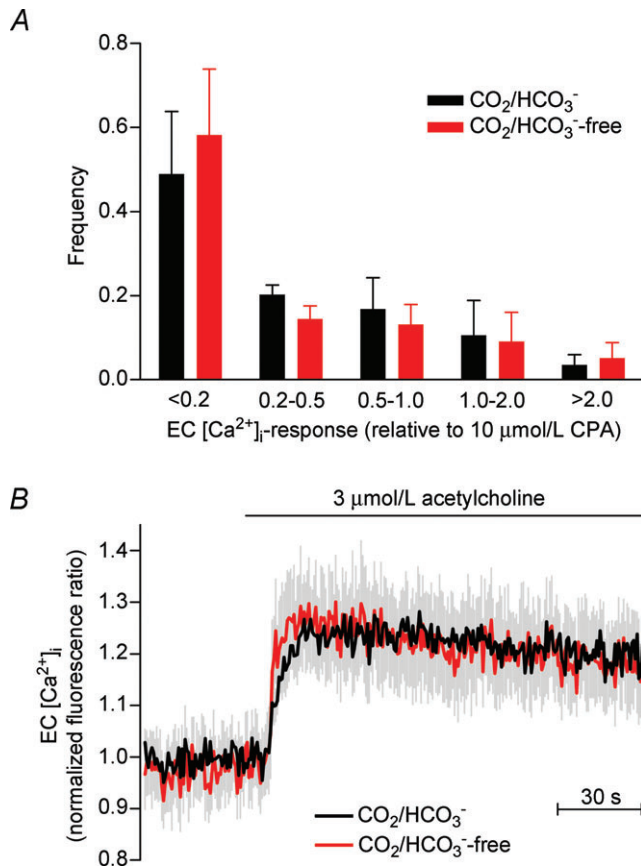 A
0.8
0.6
0.4
0.2
0.0
Frequency
CO₂/HCO₃⁻
CO₂/HCO₃⁻-free
<0.2 0.2-0.5 0.5-1.0 1.0-2.0 >2.0
EC [Ca²⁺]ᵢ-response (relative to 10 μmol/L CPA)
B
3 μmol/L acetylcholine
1.4
1.3
1.2
1.1
1.0
0.9
0.8
EC [Ca²⁺]ᵢ
(normalized fluorescence ratio)
30 s
CO₂/HCO₃⁻
CO₂/HCO₃⁻-free